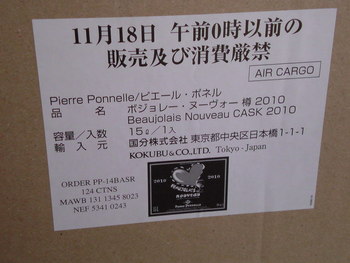 11月18日 午前0時以前の
販売及び消費厳禁
AIR CARGO
Pierre Ponnelle/ピエール・ポネル
品 名 ボジョレー・ヌーヴォー 樽 2010
Beaujolais Nouveau CASK 2010
容量/入数 15ℓ/1入
輸入元 国分株式会社 東京都中央区日本橋1-1-1
KOKUBU & CO., LTD. Tokyo - Japan
ORDER PP-14BASR
124 CTNS
MAWB 131 1345 8023
NEF 5341 0243
2010 2010
nouveau
Pierre Ponnelle